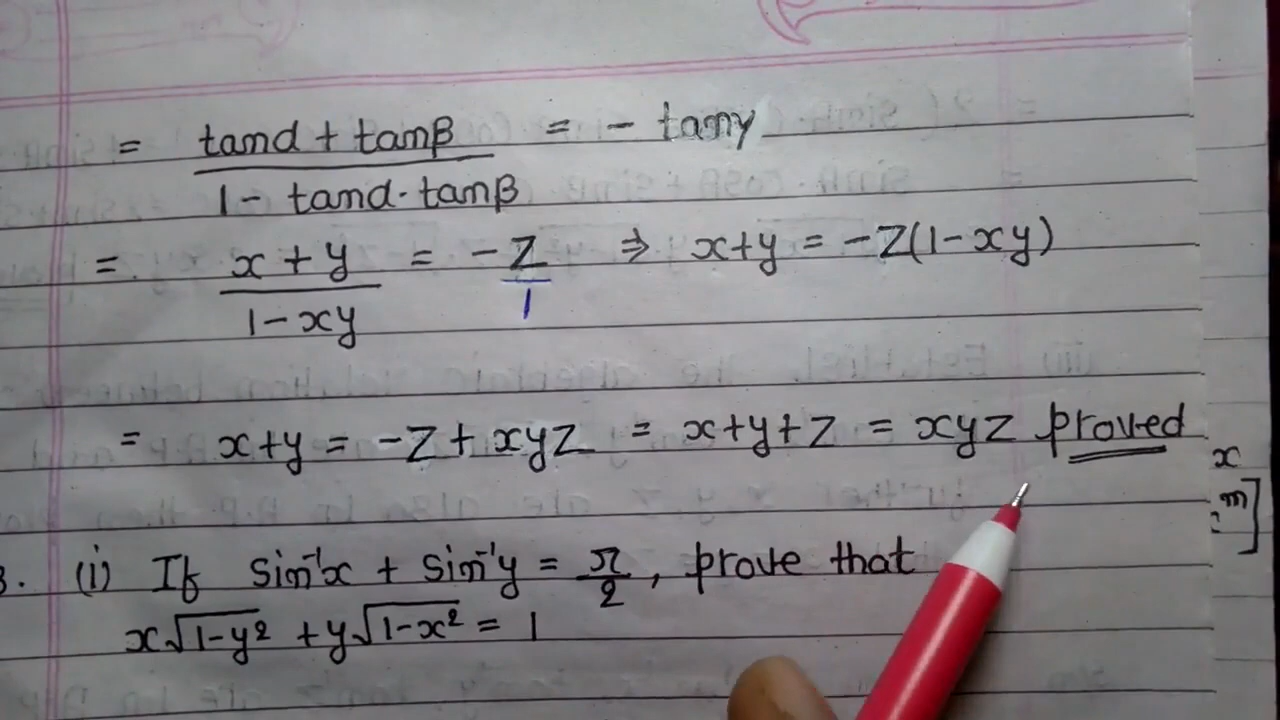 = tanα + tanβ / 1 - tanα·tanβ = - tanγ
= x + y / 1 - xy = - z / 1 ⇒ x+y = -z(1-xy)
= x+y = -z + xyz = x+y+z = xyz proved
x
3. (i) If sin⁻¹x + sin⁻¹y = π/2, prove that
x√1-y² + y√1-x² = 1